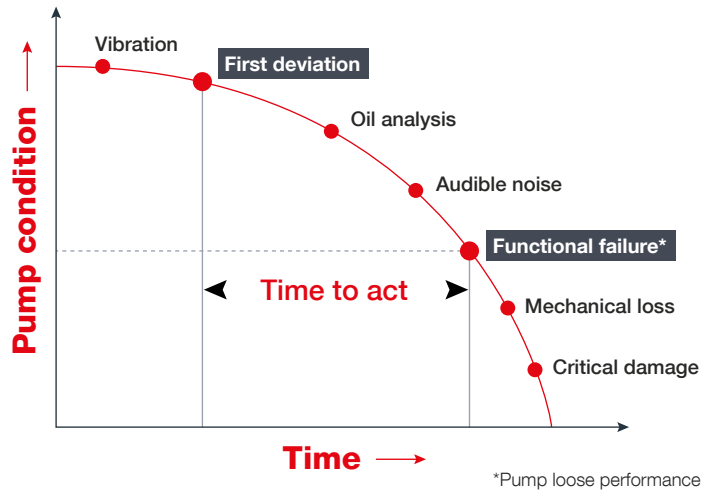 Vibration
First deviation
Oil analysis
Audible noise
Functional failure*
Time to act
Mechanical loss
Critical damage
Pump condition
Time
*Pump loose performance